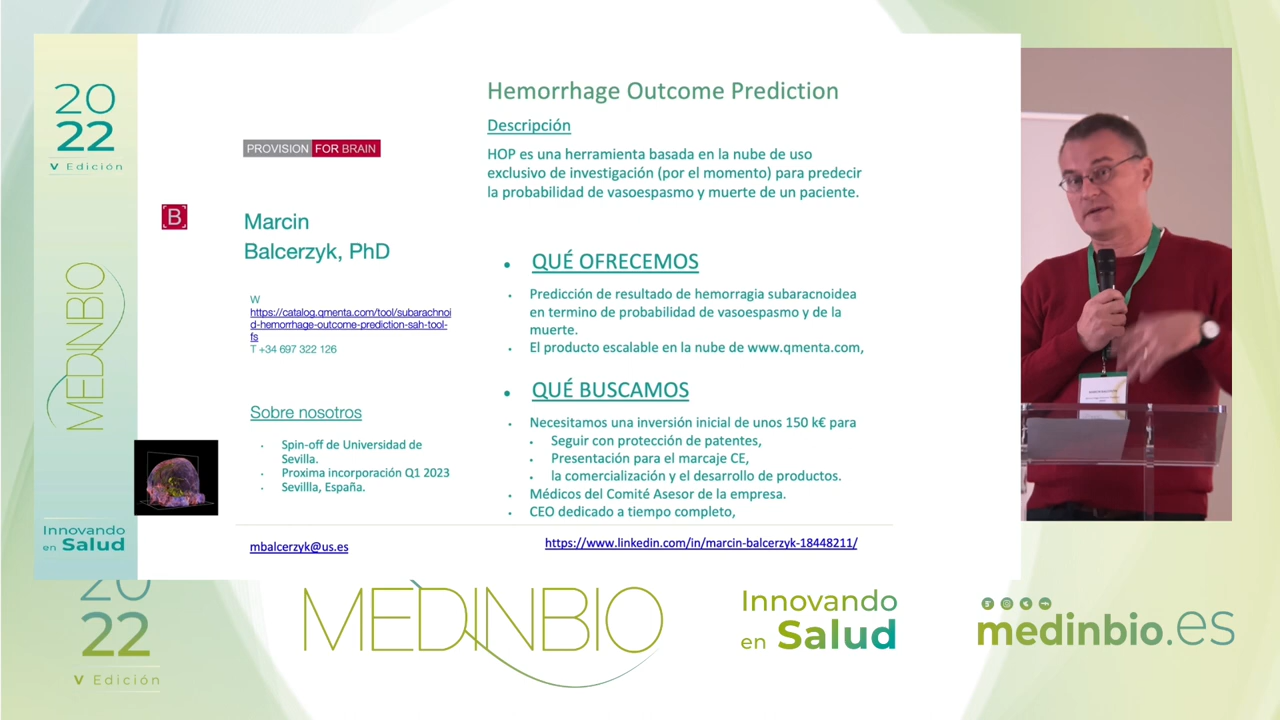 20
22
V Edición
MEDINBIO
Innovando
en Salud
PROVISION FOR BRAIN
B
Marcin
Balcerzyk, PhD
W
https://catalog.qmenta.com/tool/subarachnoi
d-hemorrhage-outcome-prediction-sah-tool-
fs
T +34 697 322 126
Sobre nosotros
Spin-off de Universidad de
Sevilla.
Proxima incorporación Q1 2023
Sevillla, España.
mbalcerzyk@us.es
Hemorrhage Outcome Prediction
Descripción
HOP es una herramienta basada en la nube de uso
exclusivo de investigación (por el momento) para predecir
la probabilidad de vasoespasmo y muerte de un paciente.
• QUÉ OFRECEMOS
• Predicción de resultado de hemorragia subaracnoidea
en termino de probabilidad de vasoespasmo y de la
muerte.
• El producto escalable en la nube de www.qmenta.com,
• QUÉ BUSCAMOS
• Necesitamos una inversión inicial de unos 150 k€ para
• Seguir con protección de patentes,
• Presentación para el marcaje CE,
• la comercialización y el desarrollo de productos.
• Médicos del Comité Asesor de la empresa.
• CEO dedicado a tiempo completo,
https://www.linkedin.com/in/marcin-balcerzyk-18448211/
20
22
V Edición
MEDINBIO
Innovando
en Salud
medinbio.es